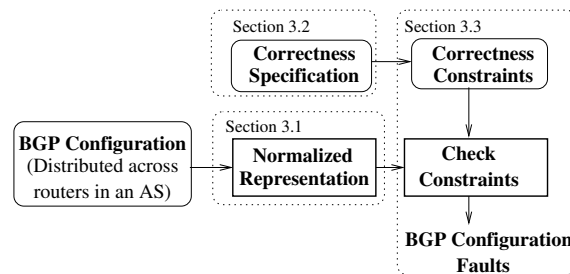 Section 3.2
Section 3.3
Correctness
Specification
Correctness
Constraints
Section 3.1
BGP Configuration
(Distributed across
routers in an AS)
Normalized
Representation
Check
Constraints
BGP Configuration
Faults